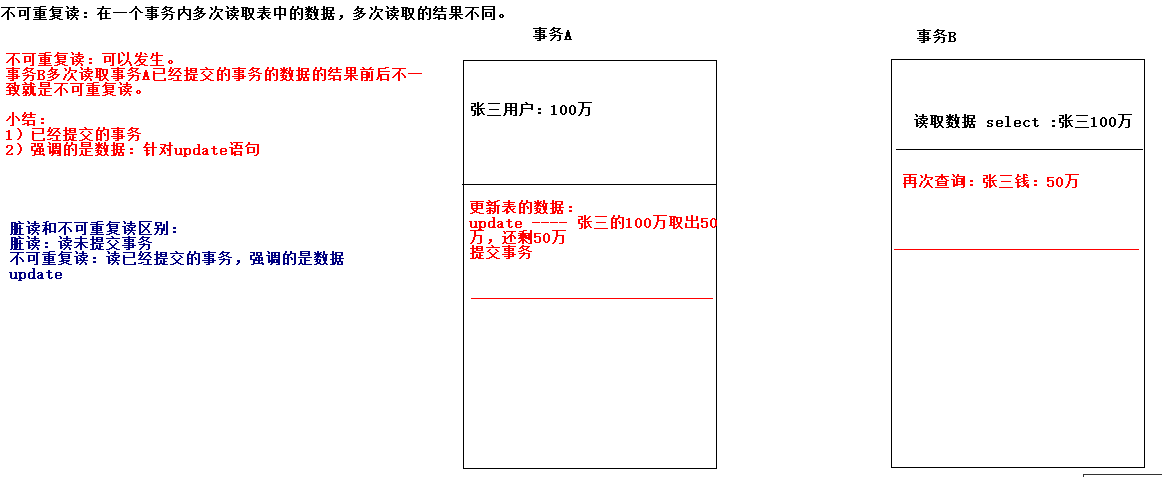 不可重复读：在一个事务内多次读取表中的数据，多次读取的结果不同。
事务A
事务B
不可重复读：可以发生。
事务B多次读取事务A已经提交的事务的数据的结果前后不一
致就是不可重复读。
小结：
1）已经提交的事务
2）强调的是数据：针对update语句
脏读和不可重复读区别：
脏读：读未提交事务
不可重复读：读已经提交的事务，强调的是数据
update
张三用户：100万
更新表的数据：
update ---- 张三的100万取出50
万，还剩50万
提交事务
读取数据 select :张三100万
再次查询：张三钱：50万